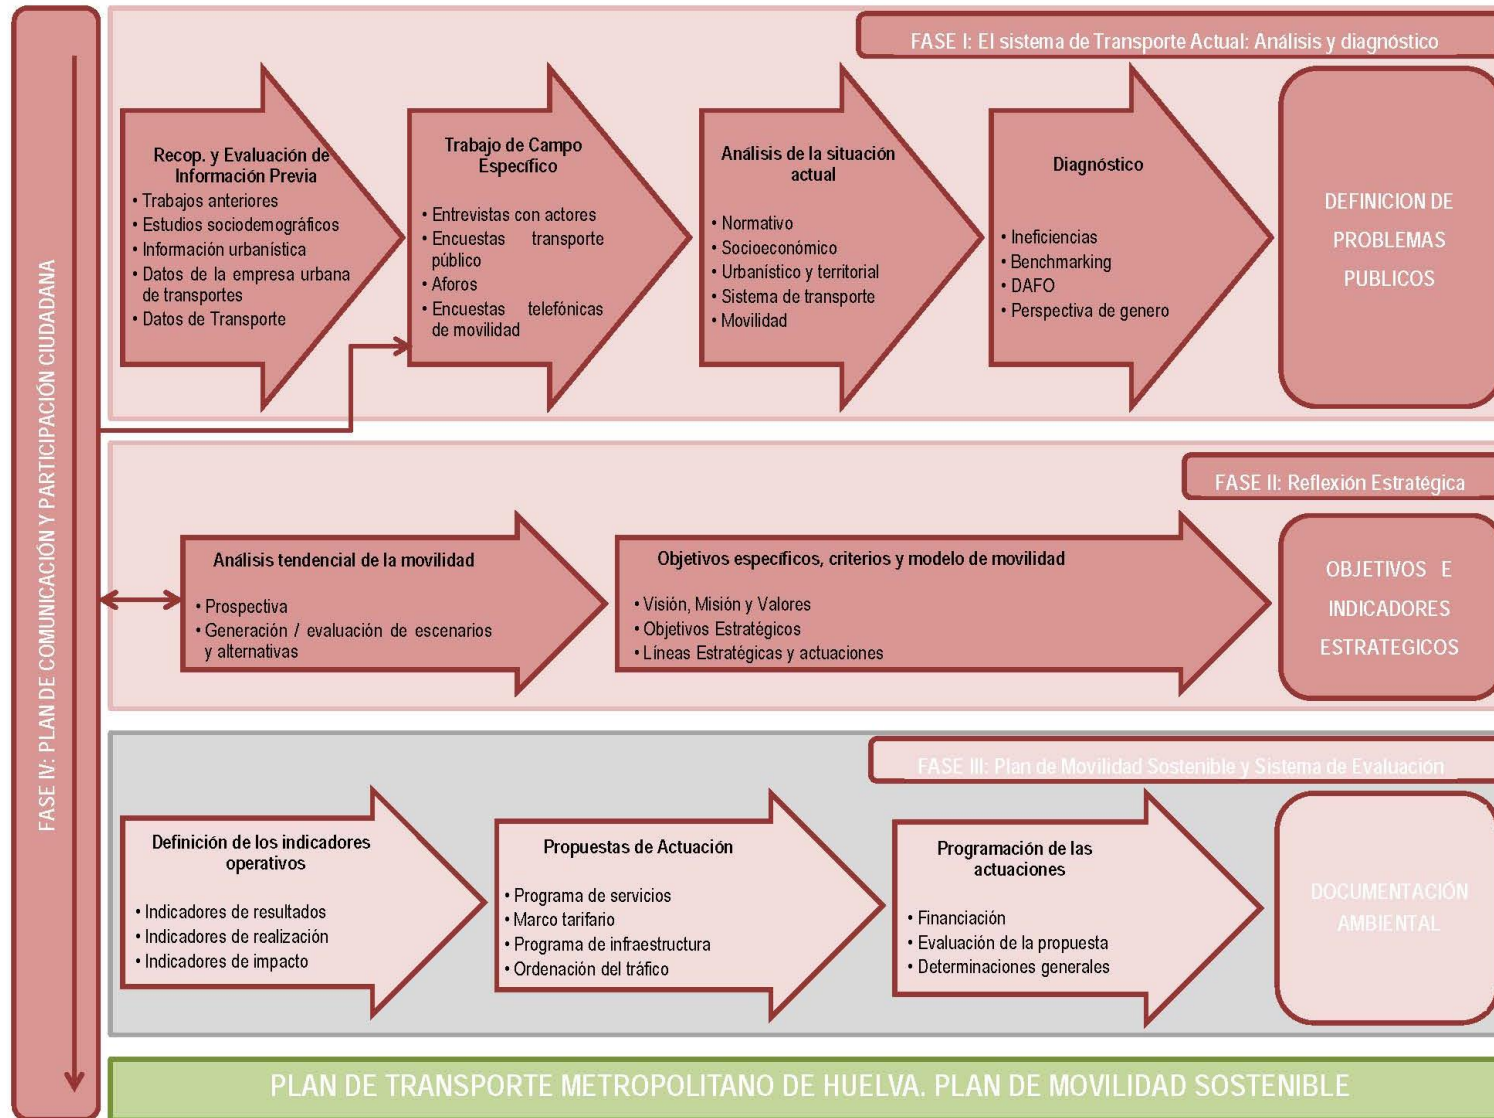 FASE IV: PLAN DE COMUNICACIÓN Y PARTICIPACIÓN CIUDADANA
FASE I: El sistema de Transporte Actual: Análisis y diagnóstico
Recop. y Evaluación de
Información Previa
• Trabajos anteriores
• Estudios sociodemográficos
• Información urbanística
• Datos de la empresa urbana
de transportes
• Datos de Transporte
Trabajo de Campo
Específico
• Entrevistas con actores
• Encuestas transporte
público
• Aforos
• Encuestas telefónicas
de movilidad
Análisis de la situación
actual
• Normativo
• Socioeconómico
• Urbanístico y territorial
• Sistema de transporte
• Movilidad
Diagnóstico
• Ineficiencias
• Benchmarking
• DAFO
• Perspectiva de genero
DEFINICION DE
PROBLEMAS
PUBLICOS
FASE II: Reflexión Estratégica
Análisis tendencial de la movilidad
• Prospectiva
• Generación / evaluación de escenarios
y alternativas
Objetivos específicos, criterios y modelo de movilidad
• Visión, Misión y Valores
• Objetivos Estratégicos
• Líneas Estratégicas y actuaciones
OBJETIVOS E
INDICADORES
ESTRATEGICOS
FASE III: Plan de Movilidad Sostenible y Sistema de Evaluación
Definición de los indicadores
operativos
• Indicadores de resultados
• Indicadores de realización
• Indicadores de impacto
Propuestas de Actuación
• Programa de servicios
• Marco tarifario
• Programa de infraestructura
• Ordenación del tráfico
Programación de las
actuaciones
• Financiación
• Evaluación de la propuesta
• Determinaciones generales
DOCUMENTACIÓN
AMBIENTAL
PLAN DE TRANSPORTE METROPOLITANO DE HUELVA. PLAN DE MOVILIDAD SOSTENIBLE